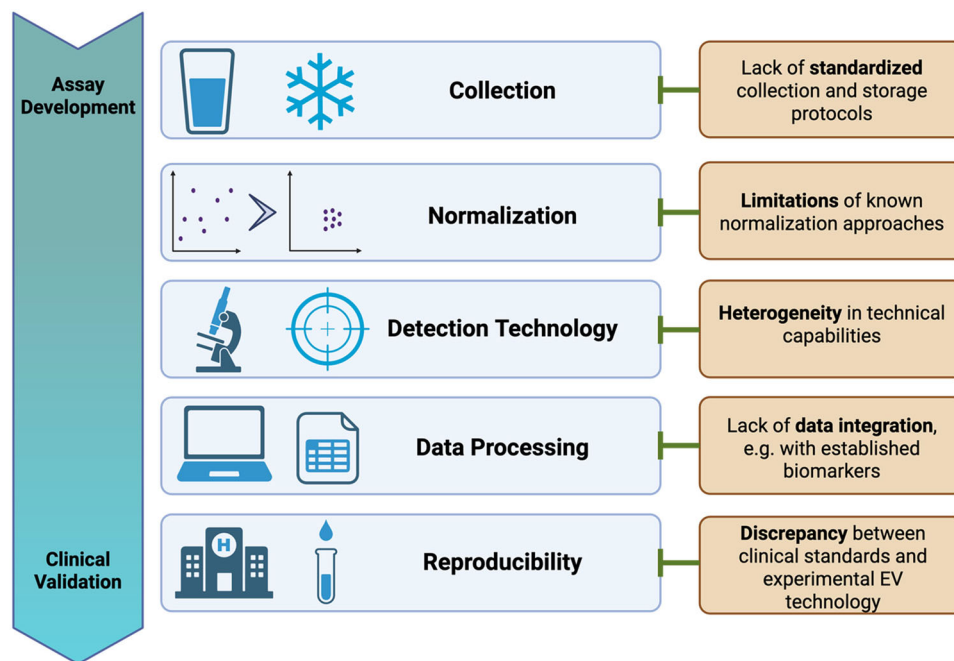 Assay
Development
Collection
Lack of standardized
collection and storage
protocols
Normalization
Limitations of known
normalization approaches
Detection Technology
Heterogeneity in technical
capabilities
Data Processing
Lack of data integration,
e.g. with established
biomarkers
Clinical
Validation
H
Reproducibility
Discrepancy between
clinical standards and
experimental EV
technology